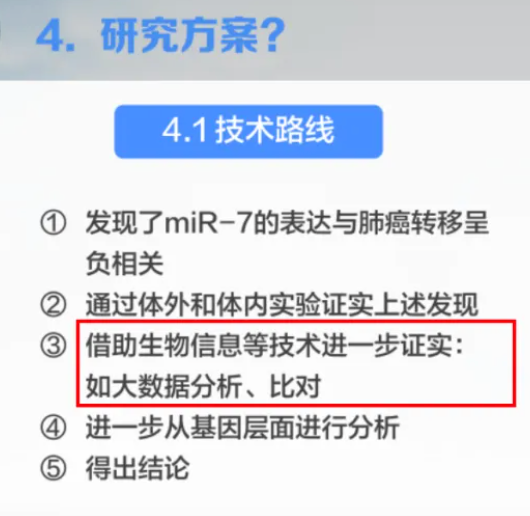 4. 研究方案?
4.1技术路线
① 发现了miR-7的表达与肺癌转移呈
负相关
② 通过体外和体内实验证实上述发现
③ 借助生物信息等技术进一步证实：
如大数据分析、比对
④ 进一步从基因层面进行分析
⑤ 得出结论